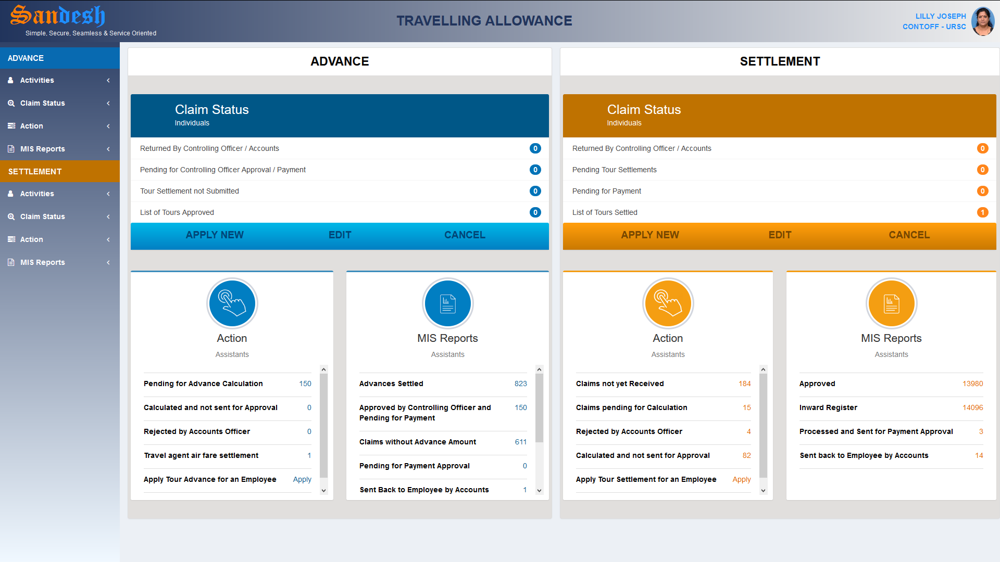 Sandesh
Simple, Secure, Seamless & Service Oriented
TRAVELLING ALLOWANCE
LILLY JOSEPH
CONT.OFF - URSC
ADVANCE
Activities
Claim Status
Action
MIS Reports
SETTLEMENT
Activities
Claim Status
Action
MIS Reports
ADVANCE
Claim Status
Individuals
Returned By Controlling Officer / Accounts 0
Pending for Controlling Officer Approval / Payment 0
Tour Settlement not Submitted 0
List of Tours Approved 0
APPLY NEW EDIT CANCEL
Action
Assistants
Pending for Advance Calculation 150
Calculated and not sent for Approval 0
Rejected by Accounts Officer 0
Travel agent air fare settlement 1
Apply Tour Advance for an Employee Apply
MIS Reports
Assistants
Advances Settled 823
Approved by Controlling Officer and 150
Pending for Payment
Claims without Advance Amount 611
Pending for Payment Approval 0
Sent Back to Employee by Accounts 1
SETTLEMENT
Claim Status
Individuals
Returned By Controlling Officer / Accounts 0
Pending Tour Settlements 0
Pending for Payment 0
List of Tours Settled 1
APPLY NEW EDIT CANCEL
Action
Assistants
Claims not yet Received 184
Claims pending for Calculation 15
Rejected by Accounts Officer 4
Calculated and not sent for Approval 82
Apply Tour Settlement for an Employee Apply
MIS Reports
Assistants
Approved 13980
Inward Register 14096
Processed and Sent for Payment Approval 3
Sent back to Employee by Accounts 14